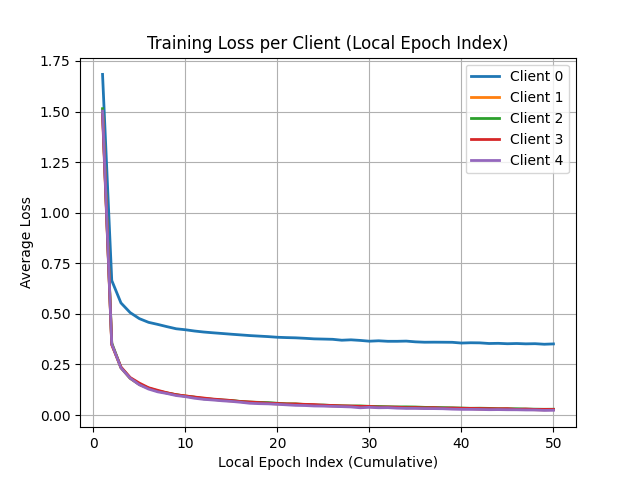 Training Loss per Client (Local Epoch Index)
1.75
1.50
1.25
1.00
0.75
0.50
0.25
0.00
Average Loss
Client 0
Client 1
Client 2
Client 3
Client 4
0 10 20 30 40 50
Local Epoch Index (Cumulative)